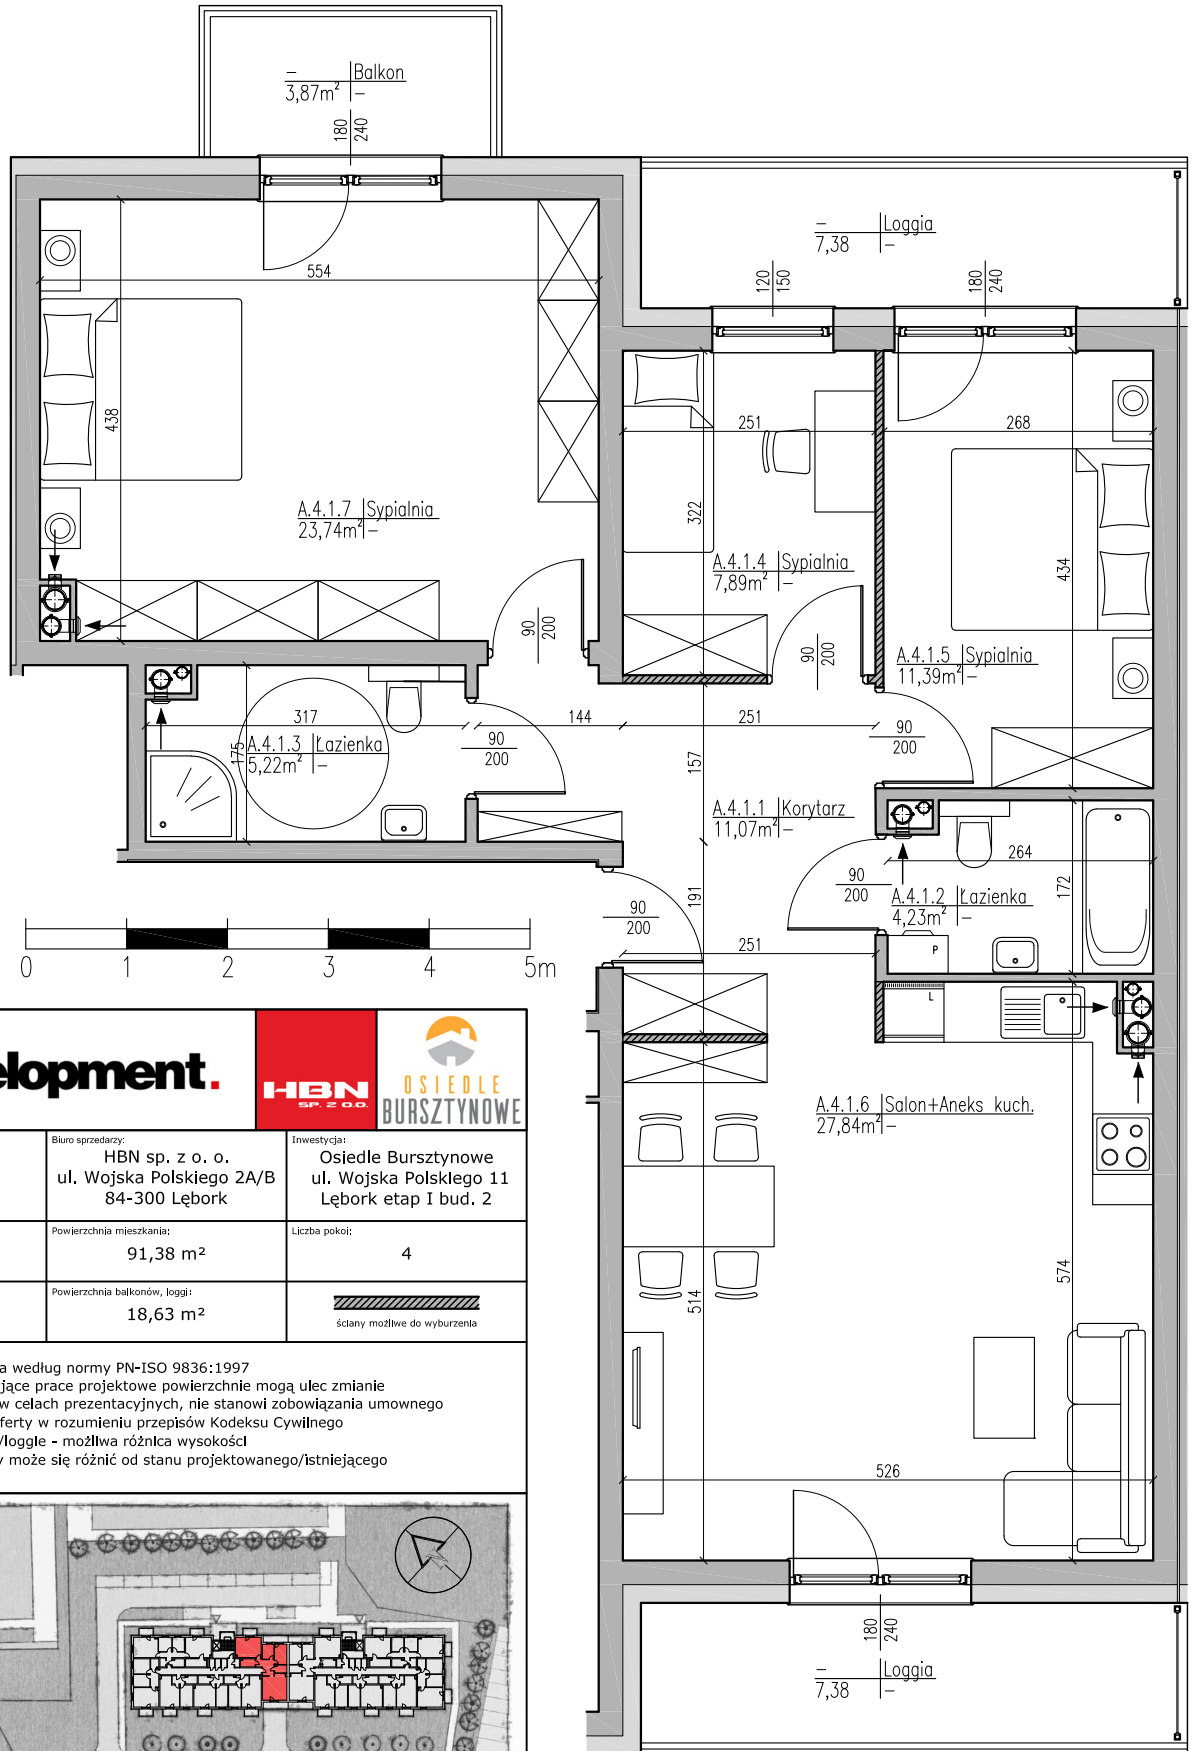 - Balkon
3,87m² -
180
240
- Loggia
7,38 -
120
150
180
240
554
438
251
268
322
434
A.4.1.7 Sypialnia
23,74m² -
A.4.1.4 Sypialnia
7,89m² -
A.4.1.5 Sypialnia
11,39m² -
90
200
90
200
317
144
251
90
200
175
A.4.1.3 Łazienka
5,22m² -
90
200
157
A.4.1.1 Korytarz
11,07m² -
264
90
200
172
A.4.1.2 Łazienka
4,23m² -
191
90
200
251
P
0 1 2 3 4 5m
L
elopment.
HBN
SP. Z O.O.
OSIEDLE
BURSZTYNOWE
A.4.1.6 Salon+Aneks kuch.
27,84m² -
Biuro sprzedarzy:
HBN sp. z o. o.
ul. Wojska Polskiego 2A/B
84-300 Lębork
Inwestycja:
Osiedle Bursztynowe
ul. Wojska Polskiego 11
Lębork etap I bud. 2
Powierzchnia mieszkania:
91,38 m²
Liczba pokoi:
4
Powierzchnia balkonów, loggi:
18,63 m²
ściany możliwe do wyburzenia
574
514
a według normy PN-ISO 9836:1997
jące prace projektowe powierzchnie mogą ulec zmianie
w celach prezentacyjnych, nie stanowi zobowiązania umownego
ferty w rozumieniu przepisów Kodeksu Cywilnego
/loggie - możliwa różnica wysokości
y może się różnić od stanu projektowanego/istniejącego
526
180
240
- Loggia
7,38 -